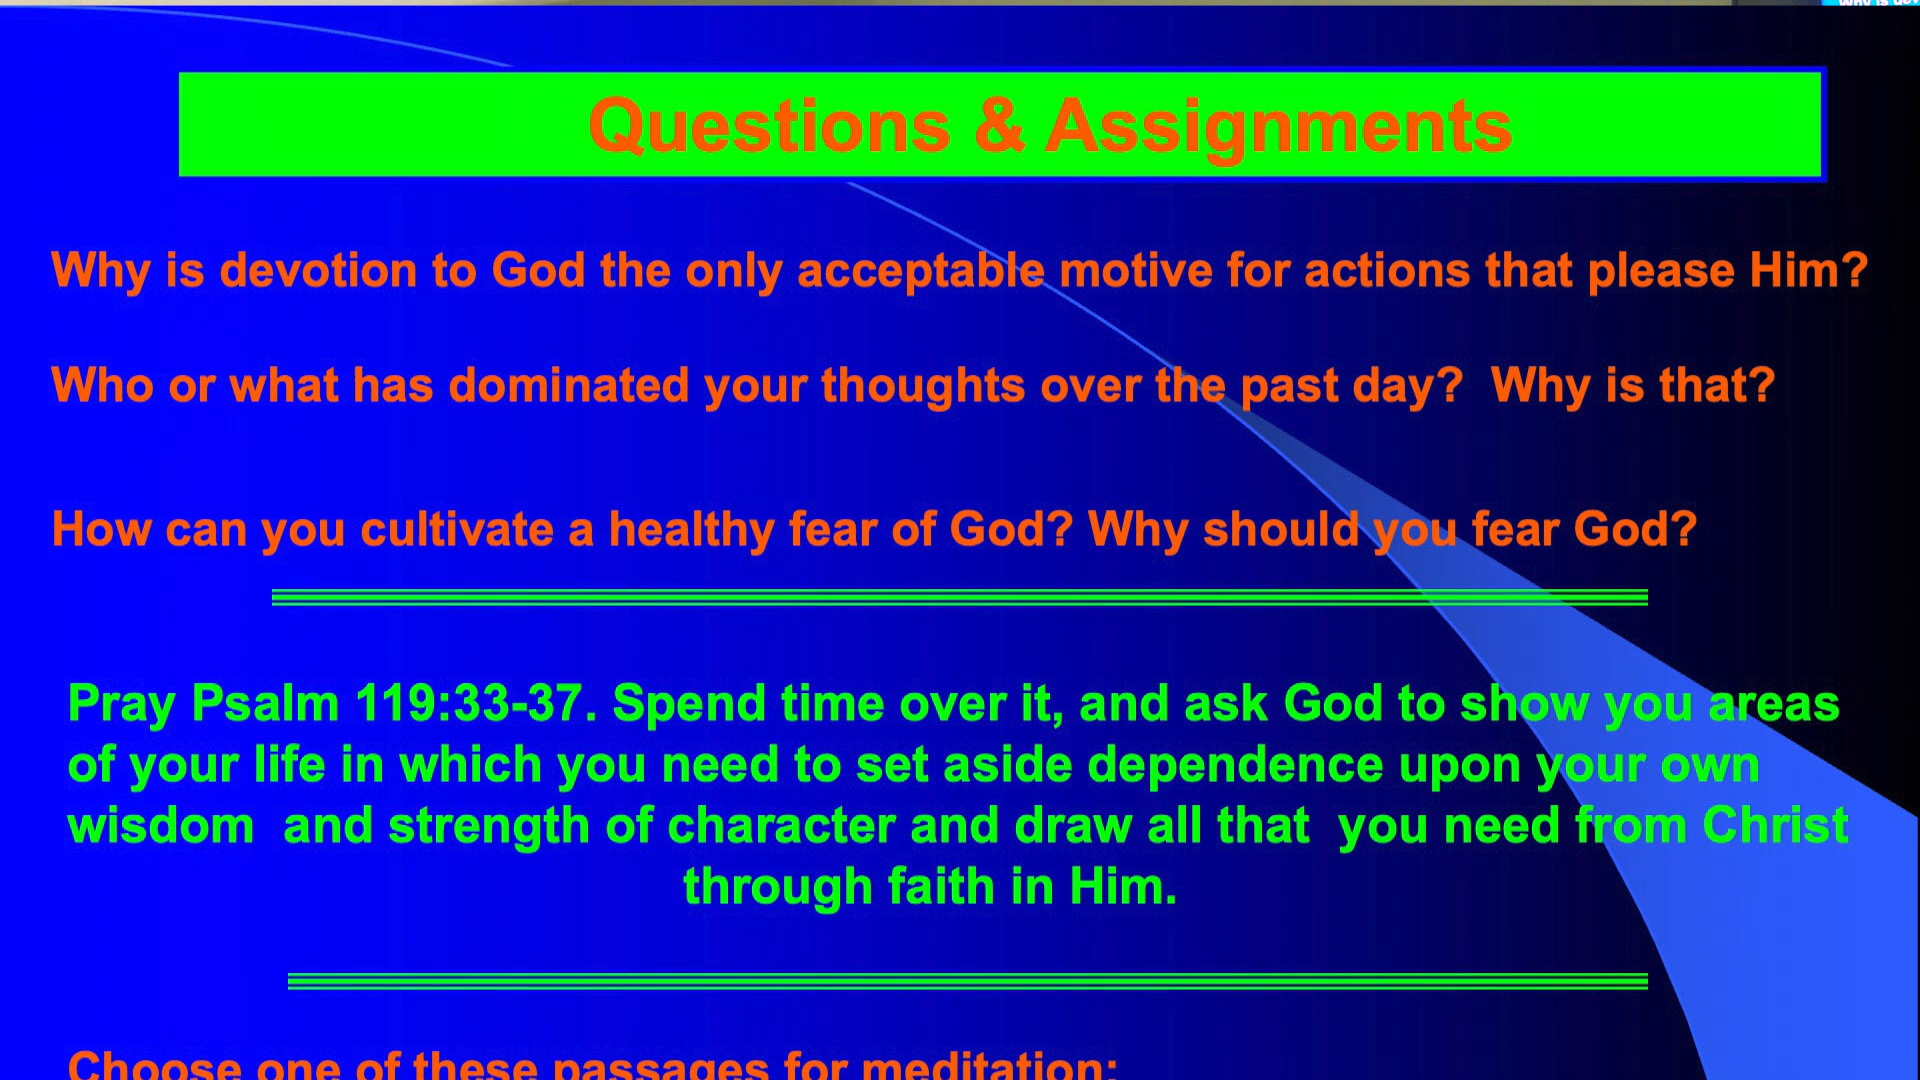 Questions & Assignments
Why is devotion to God the only acceptable motive for actions that please Him?
Who or what has dominated your thoughts over the past day?  Why is that?
How can you cultivate a healthy fear of God? Why should you fear God?
Pray Psalm 119:33-37. Spend time over it, and ask God to show you areas
of your life in which you need to set aside dependence upon your own
wisdom  and strength of character and draw all that  you need from Christ
through faith in Him.
Choose one of these passages for meditation: